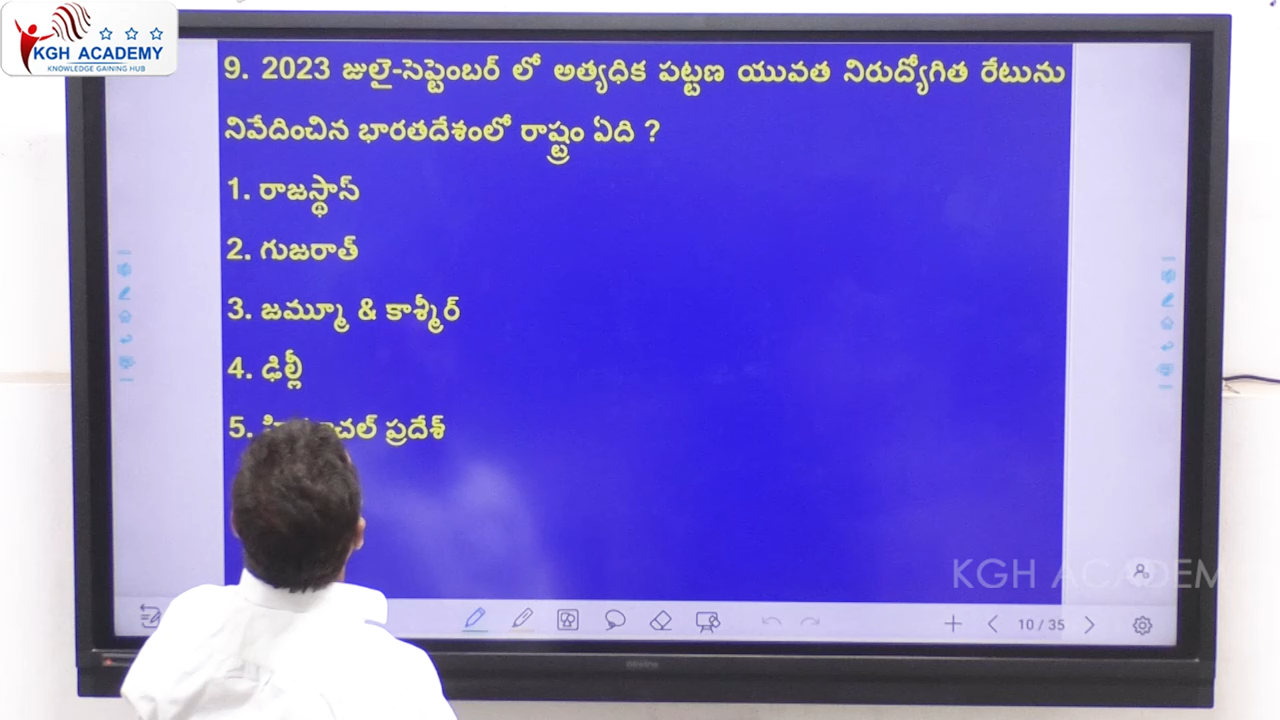 KGH ACADEMY
KNOWLEDGE GAINING HUB
9. 2023 జులై-సెప్టెంబర్ లో అత్యధిక పట్టణ యువత నిరుద్యోగిత రేటును
నివేదించిన భారతదేశంలో రాష్ట్రం ఏది ?
1. రాజస్థాస్
2. గుజరాత్
3. జమ్మూ & కాశ్మీర్
4. ఢిల్లీ
5. ప్రదేశ్
KGH ACADEM
10 / 35